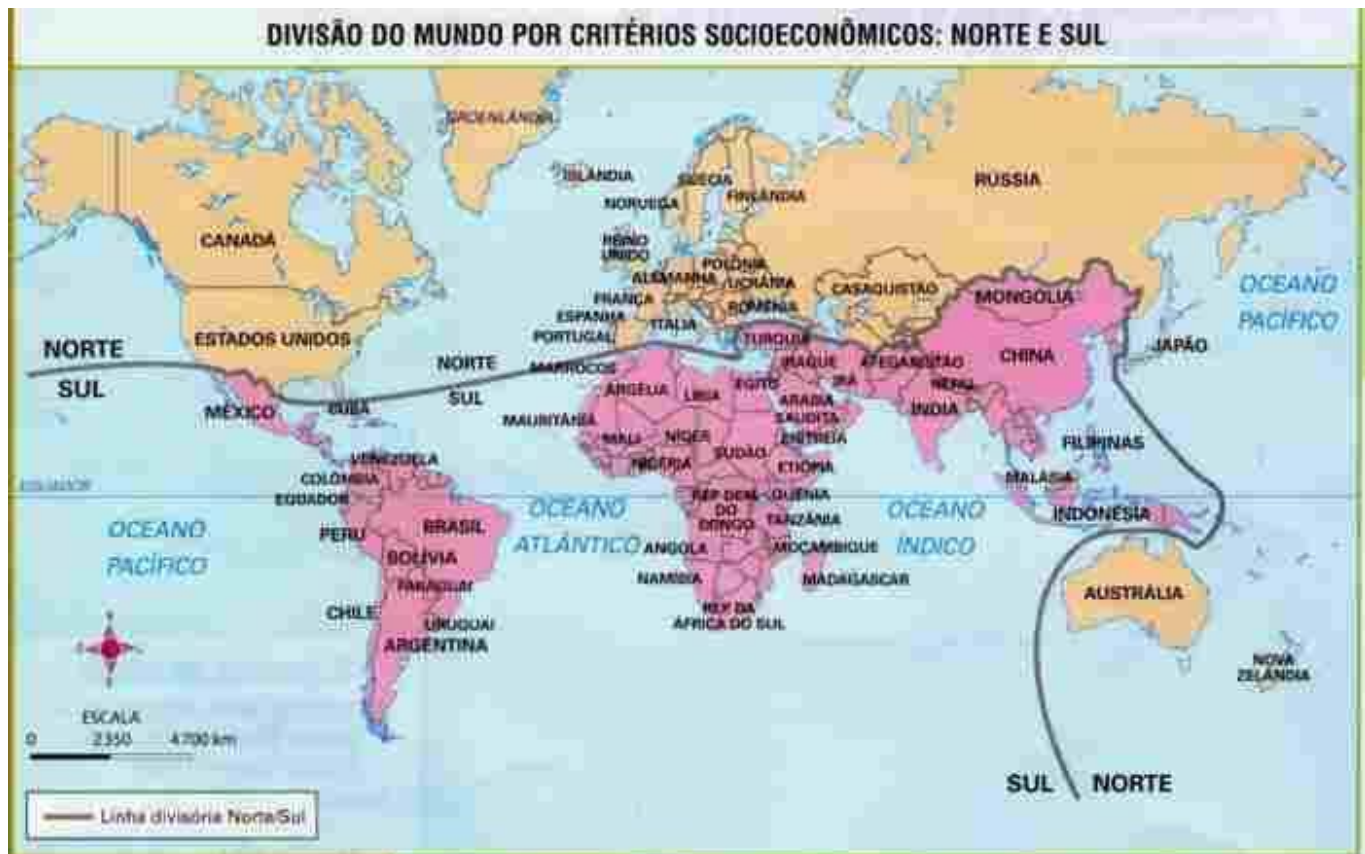 DIVISÃO DO MUNDO POR CRITÉRIOS SOCIOECONÔMICOS: NORTE E SUL
GROENLÂNDIA
ISLÂNDIA
SUÉCIA
FINLÂNDIA
NORUEGA
RÚSSIA
CANADÁ
REINO
UNIDO
POLÔNIA
ALEMANHA
UCRÂNIA
CASAQUISTÃO
FRANÇA
ROMÊNIA
MONGÓLIA
OCEANO
PACÍFICO
ESPANHA
ITÁLIA
PORTUGAL
ESTADOS UNIDOS
TURQUIA
CHINA
JAPÃO
NORTE
SUL
NORTE
SUL
MARROCOS
IRAQUE
AFEGANISTÃO
ARGÉLIA
LÍBIA
EGITO
IRÃ
NEPAL
MÉXICO
CUBA
ARÁBIA
SAUDITA
ÍNDIA
MAURITÂNIA
MALI
NÍGER
SUDÃO
ERITRÉIA
FILIPINAS
VENEZUELA
NIGÉRIA
ETIÓPIA
COLÔMBIA
MALÁSIA
EQUADOR
EQUADOR
REP. DEM.
DO
CONGO
QUÊNIA
INDONÉSIA
OCEANO
PACÍFICO
PERU
BRASIL
OCEANO
ATLÂNTICO
TANZÂNIA
OCEANO
ÍNDICO
BOLÍVIA
ANGOLA
MOÇAMBIQUE
PARAGUAI
NAMÍBIA
MADAGASCAR
AUSTRÁLIA
CHILE
URUGUAI
REP. DA
ÁFRICA DO SUL
ARGENTINA
NOVA
ZELÂNDIA
ESCALA
0 2350 4700 km
SUL NORTE
Linha divisória Norte/Sul